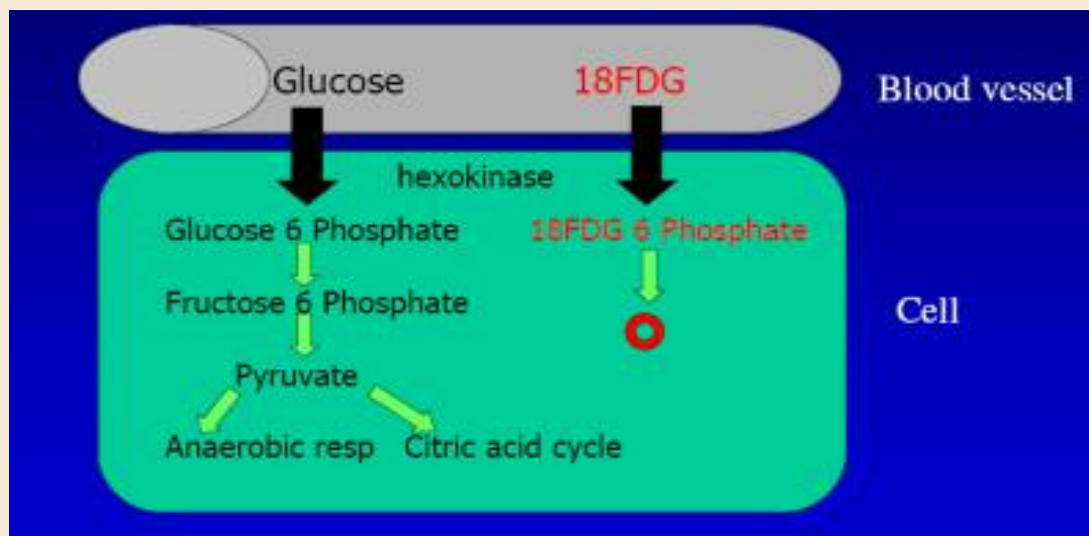 Glucose 18FDG
Blood vessel
hexokinase
Glucose 6 Phosphate 18FDG 6 Phosphate
Fructose 6 Phosphate
Cell
Pyruvate
Anaerobic resp Citric acid cycle